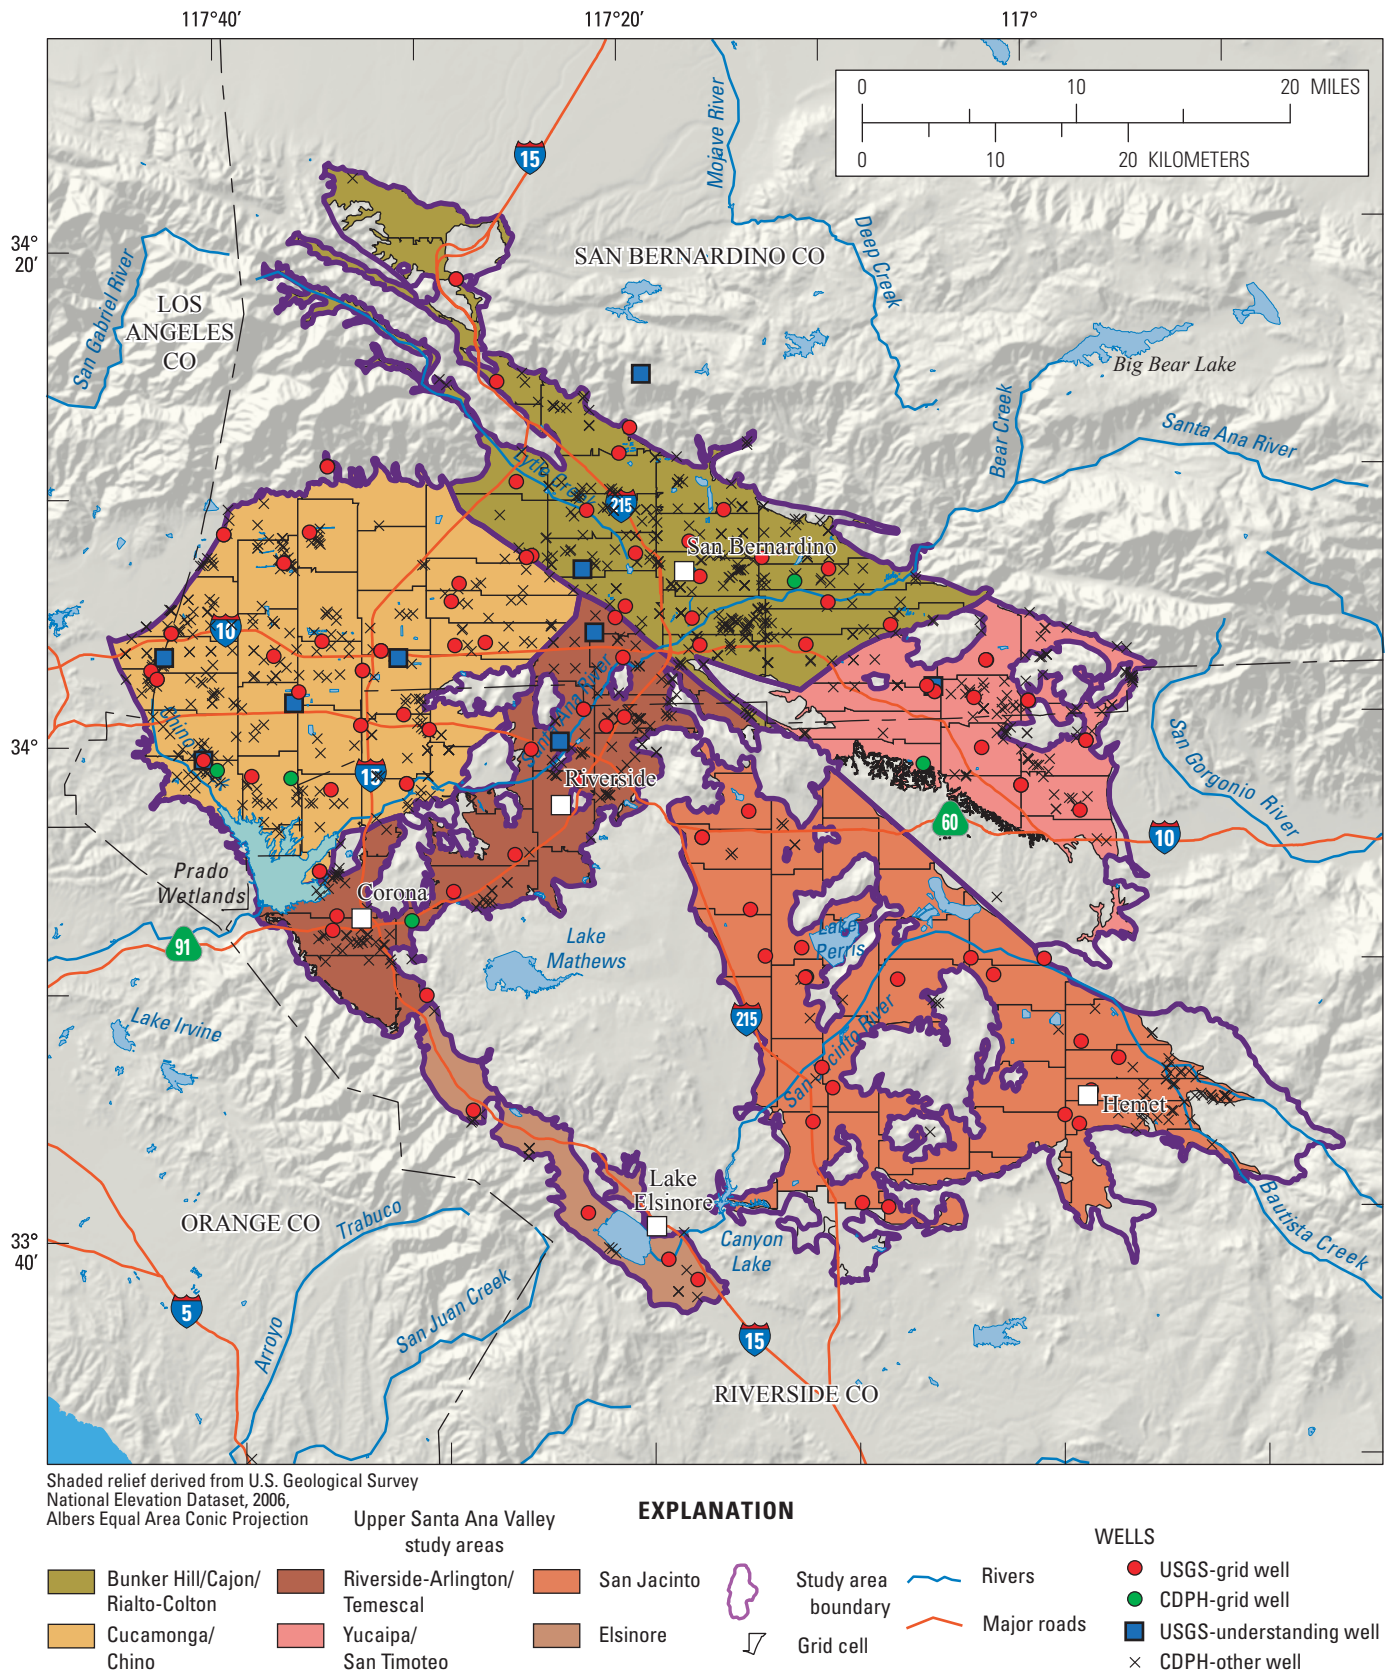 117°40'
117°20'
117°
0 10 20 MILES
0 10 20 KILOMETERS
15
Mojave River
Deep Creek
34°
20'
SAN BERNARDINO CO
San Gabriel River
LOS
ANGELES
CO
Big Bear Lake
Bear Creek
Santa Ana River
Lytle Creek
215
San Bernardino
10
Santa Ana River
Chino
34°
15
Riverside
San Gorgonio River
60
10
Prado
Wetlands
Corona
91
Lake
Mathews
Lake
Perris
Lake Irvine
215
San Jacinto River
Hemet
Lake
Elsinore
ORANGE CO
Trabuco
Canyon
Lake
Bautista Creek
33°
40'
San Juan Creek
5
Arroyo
15
RIVERSIDE CO
Shaded relief derived from U.S. Geological Survey
National Elevation Dataset, 2006,
Albers Equal Area Conic Projection
EXPLANATION
Upper Santa Ana Valley
study areas
Bunker Hill/Cajon/
Rialto-Colton
Cucamonga/
Chino
Riverside-Arlington/
Temescal
Yucaipa/
San Timoteo
San Jacinto
Elsinore
Study area
boundary
Grid cell
Rivers
Major roads
WELLS
USGS-grid well
CDPH-grid well
USGS-understanding well
CDPH-other well